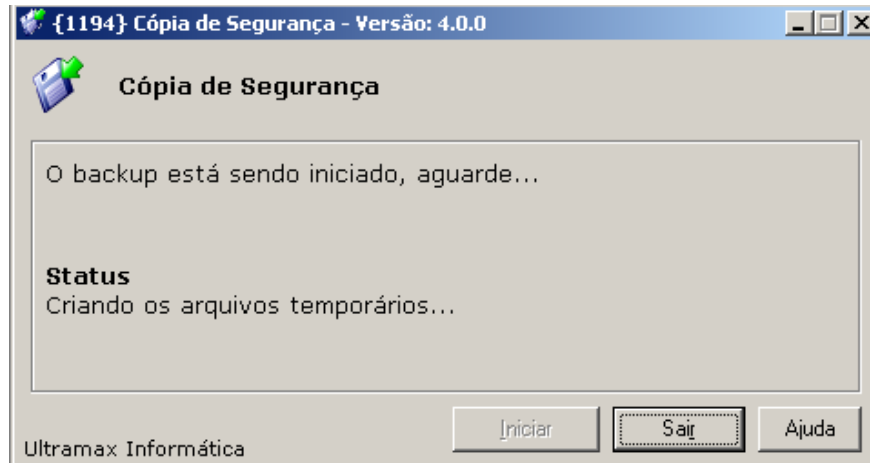 {1194} Cópia de Segurança - Versão: 4.0.0
Cópia de Segurança
O backup está sendo iniciado, aguarde...
Status
Criando os arquivos temporários...
Iniciar
Sair
Ajuda
Ultramax Informática